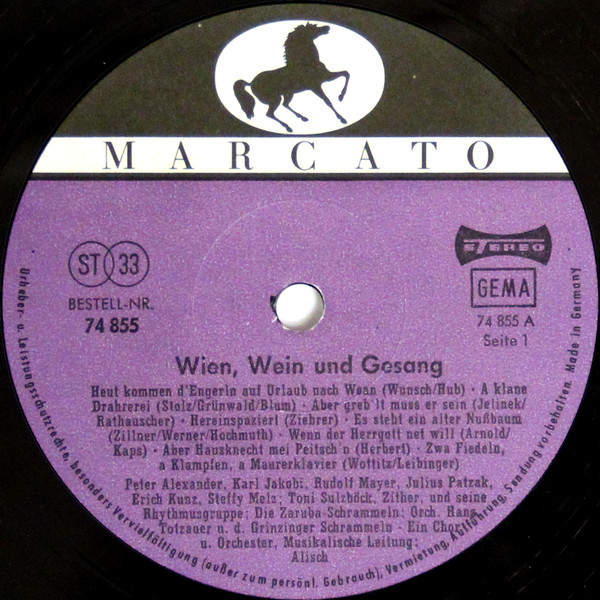 MARCATO
ST 33
BESTELL-NR.
74 855
STEREO
GEMA
74 855 A
Seite 1
Wien, Wein und Gesang
Heut kommen d'Engerln auf Urlaub nach Wean (Wunsch/Hub) · A klane
Drahrerei (Stolz/Grünwald/Blum) · Aber greb'lt muss er sein (Jelinek/
Rathauscher) · Hereinspaziert (Ziehrer) · Es steht ein alter Nußbaum
(Zillner/Werner/Hochmuth) · Wenn der Herrgott net will (Arnold/
Kaps) · Aber Hausknecht mei Peitsch'n (Herbert) · Zwa Fiedeln,
a Klampfen, a Maurerklavier (Wottitz/Leibinger)
Peter Alexander, Karl Jakobi, Rudolf Mayer, Julius Patzak,
Erich Kunz, Steffy Melz; Toni Sulzböck, Zither, und seine
Rhythmusgruppe; Die Zaruba-Schrammeln; Orch. Hans
Totzauer u. d. Grinzinger Schrammeln - Ein Chor
u. Orchester, Musikalische Leitung:
Alisch
Urheber- u. Leistungsschutzrechte, besonders Vervielfältigung (außer zum persönl. Gebrauch), Vermietung, Aufführung, Sendung vorbehalten. Made in Germany